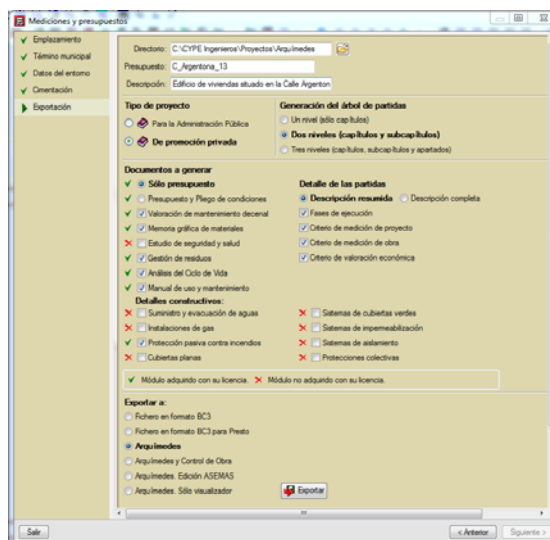 Mediciones y presupuestos
Emplazamiento
Término municipal
Datos del entorno
Cimentación
Exportación
Directorio: C:\CYPE Ingenieros\Proyectos\Arquímedes
Presupuesto: C_Argentona_13
Descripción: Edificio de viviendas situado en la Calle Argenton
Tipo de proyecto
Para la Administración Pública
De promoción privada
Generación del árbol de partidas
Un nivel (sólo capítulos)
Dos niveles (capítulos y subcapítulos)
Tres niveles (capítulos, subcapítulos y apartados)
Documentos a generar
Sólo presupuesto
Presupuesto y Pliego de condiciones
Valoración de mantenimiento decenal
Memoria gráfica de materiales
Estudio de seguridad y salud
Gestión de residuos
Análisis del Ciclo de Vida
Manual de uso y mantenimiento
Detalle de las partidas
Descripción resumida Descripción completa
Fases de ejecución
Criterio de medición de proyecto
Criterio de medición de obra
Criterio de valoración económica
Detalles constructivos:
Suministro y evacuación de aguas
Instalaciones de gas
Protección pasiva contra incendios
Cubiertas planas
Sistemas de cubiertas verdes
Sistemas de impermeabilización
Sistemas de aislamiento
Protecciones colectivas
Módulo adquirido con su licencia. Módulo no adquirido con su licencia.
Exportar a:
Fichero en formato BC3
Fichero en formato BC3 para Presto
Arquímedes
Arquímedes y Control de Obra
Arquímedes. Edición ASEMAS
Arquímedes. Sólo visualizador
Exportar
Salir
< Anterior
Siguiente >